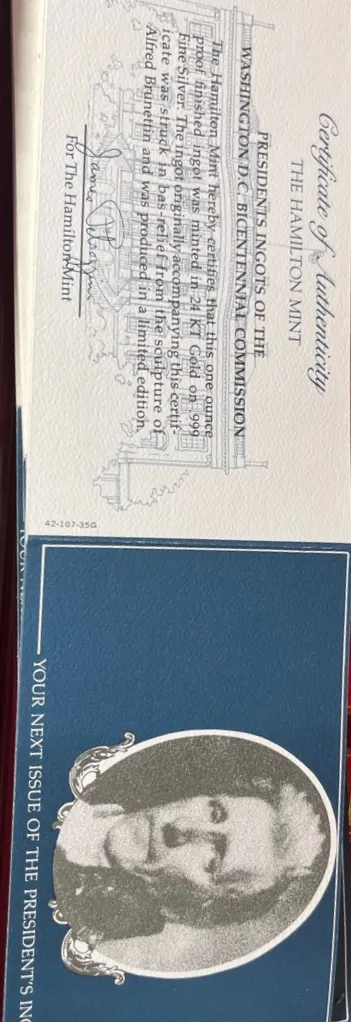 Certificate of Authenticity
THE HAMILTON MINT
PRESIDENTS INGOTS OF THE
WASHINGTON D.C. BICENTENNIAL COMMISSION
The Hamilton Mint hereby certifies that this one ounce
proof finished ingot was minted in 24 KT Gold on .999
Fine Silver. The ingot originally accompanying this certif-
icate was struck in bas-relief from the sculpture of
Alfred Brunettin and was produced in a limited edition.
For The Hamilton Mint
42-107-35G
YOUR NEXT ISSUE OF THE PRESIDENT'S ING